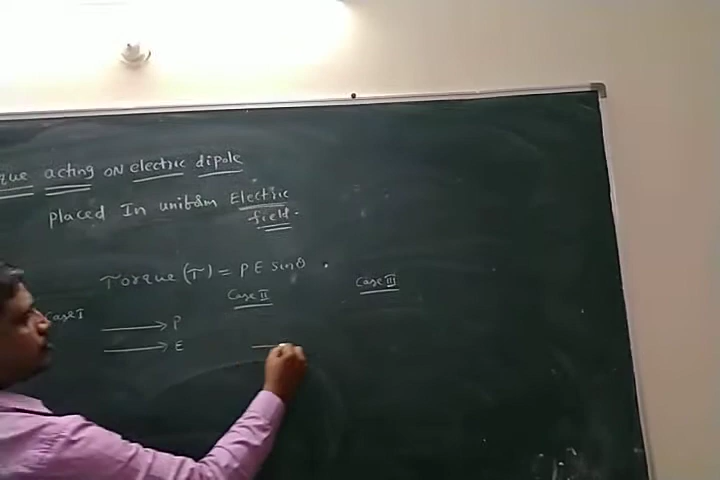 que acting on electric dipole
placed In uniform Electric
field.
Torque (τ) = P E sinθ .
Case I
Case II
Case III
P
E